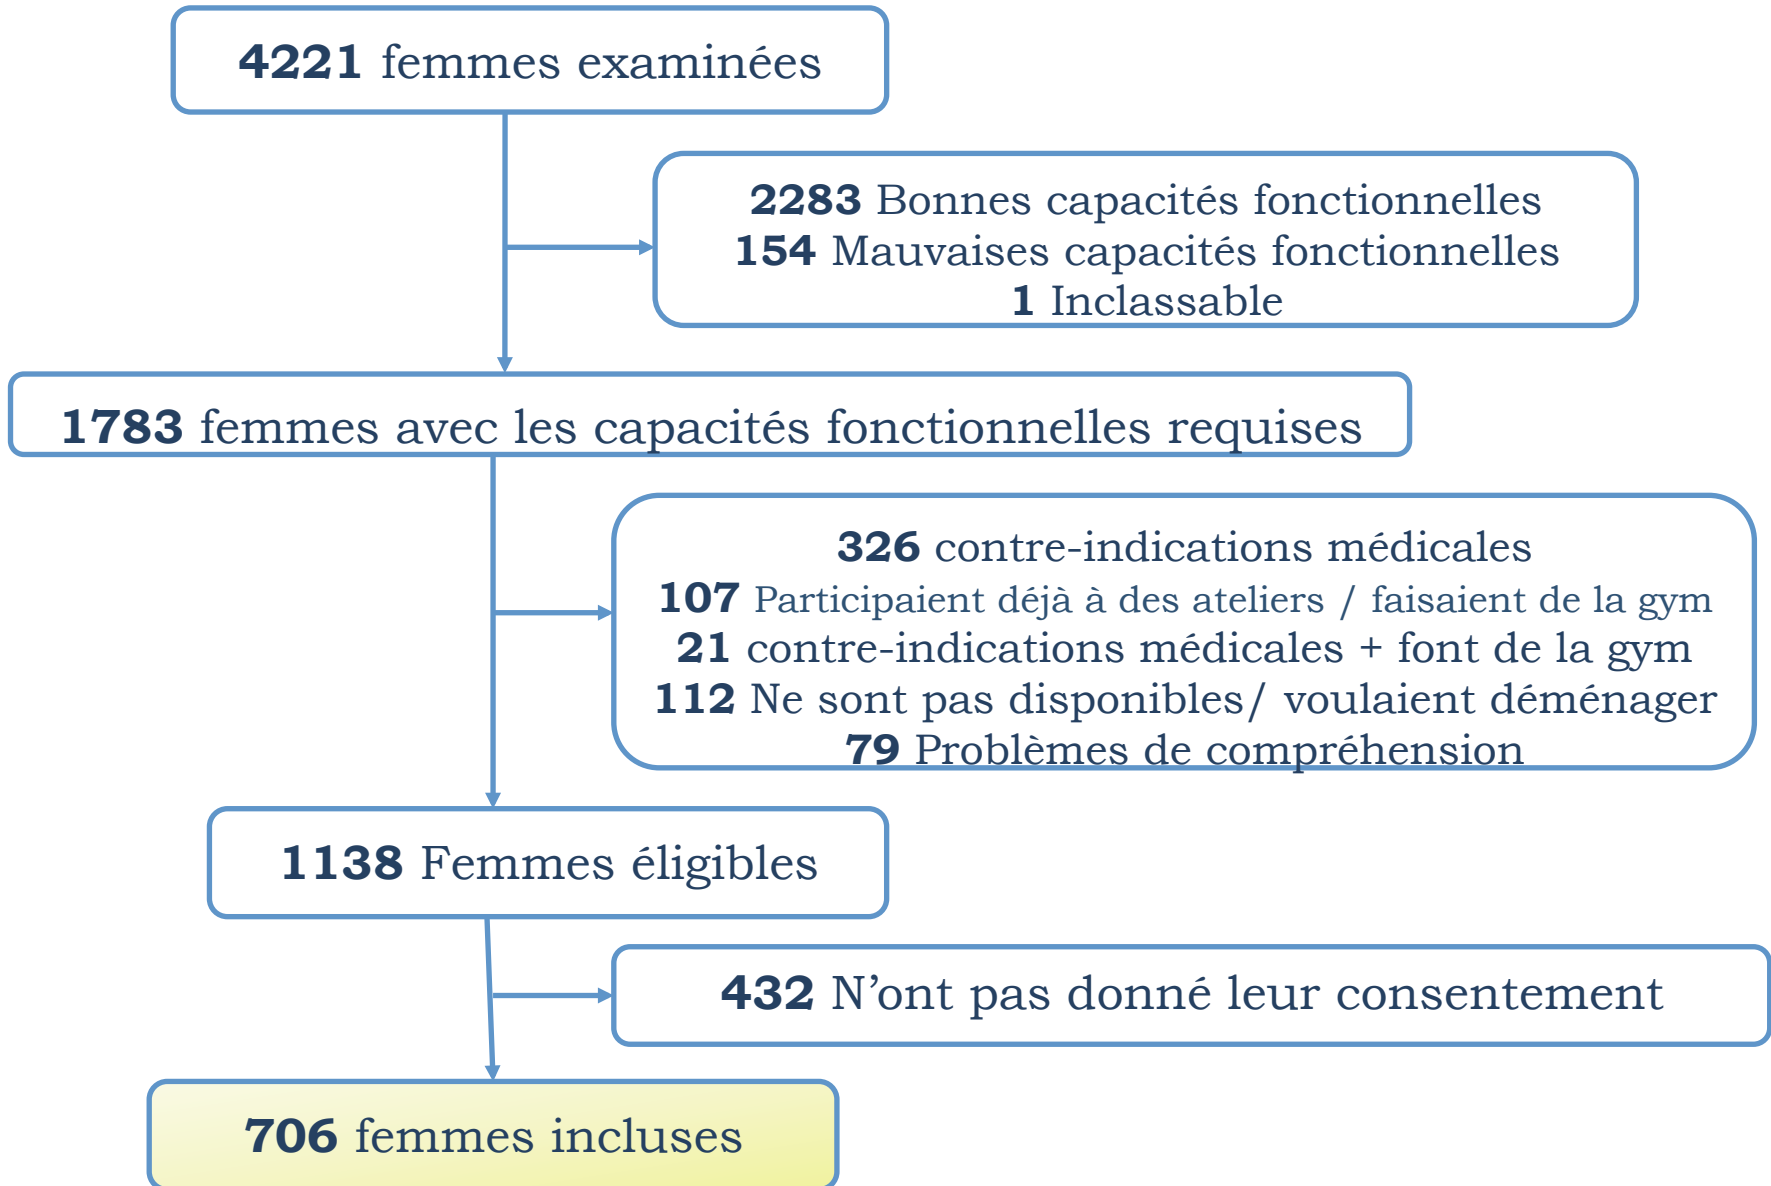 4221 femmes examinées
2283 Bonnes capacités fonctionnelles
154 Mauvaises capacités fonctionnelles
1 Inclassable
1783 femmes avec les capacités fonctionnelles requises
326 contre-indications médicales
107 Participaient déjà à des ateliers / faisaient de la gym
21 contre-indications médicales + font de la gym
112 Ne sont pas disponibles/ voulaient déménager
79 Problèmes de compréhension
1138 Femmes éligibles
432 N’ont pas donné leur consentement
706 femmes incluses